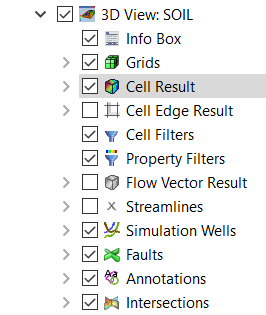 3D View: SOIL
Info Box
Grids
Cell Result
Cell Edge Result
Cell Filters
Property Filters
Flow Vector Result
Streamlines
Simulation Wells
Faults
Annotations
Intersections